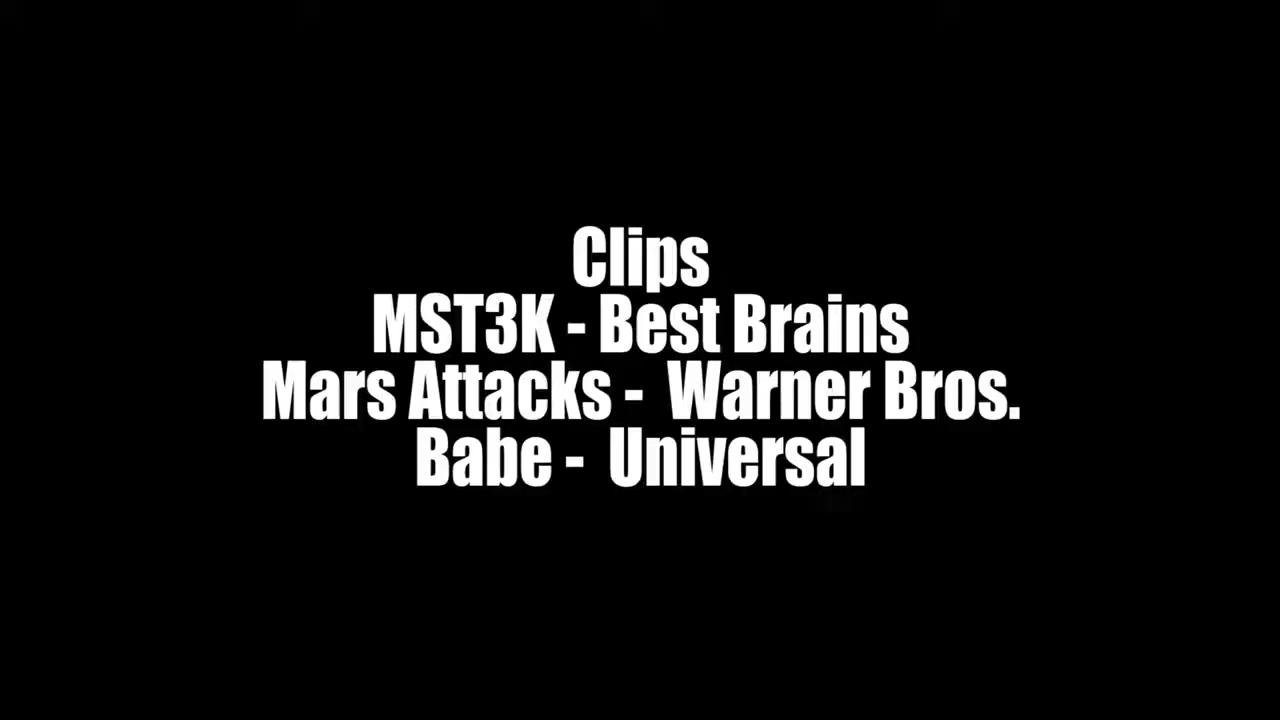 Clips
MST3K - Best Brains
Mars Attacks -  Warner Bros.
Babe -  Universal